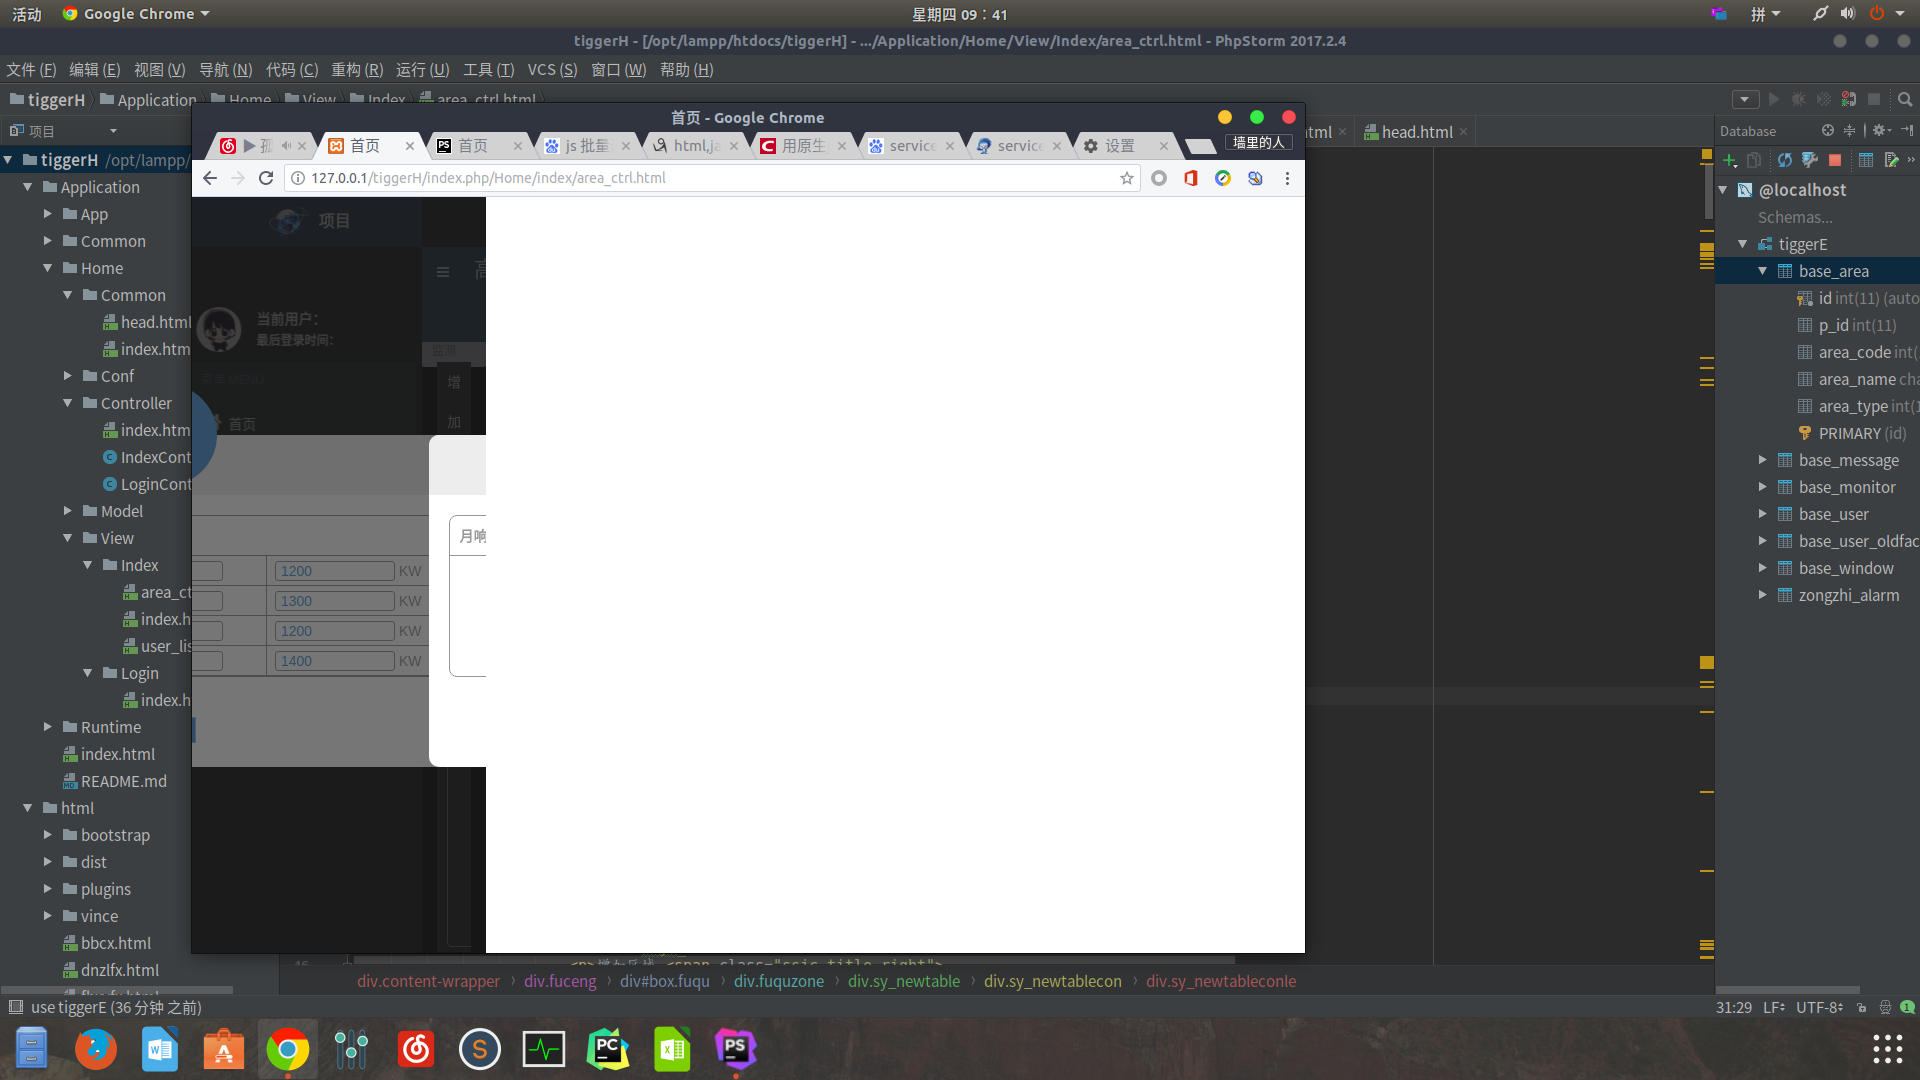 活动
Google Chrome
星期四 09：41
拼
tiggerH - [/opt/lampp/htdocs/tiggerH] - .../Application/Home/View/Index/area_ctrl.html - PhpStorm 2017.2.4
文件 (F) 编辑 (E) 视图 (V) 导航 (N) 代码 (C) 重构 (R) 运行 (U) 工具 (T) VCS (S) 窗口 (W) 帮助 (H)
tiggerH Application Home View Index area_ctrl.html
项目
head.html
Database
首页 - Google Chrome
墙里的人
首页
首页
js 批量
html,ja
用原生
service
service
设置
127.0.0.1/tiggerH/index.php/Home/index/area_ctrl.html
tiggerH /opt/lampp/
Application
App
Common
Home
Common
head.html
index.htm
Conf
Controller
index.htm
IndexCont
LoginCont
Model
View
Index
area_ct
index.h
user_lis
Login
index.h
Runtime
index.html
README.md
html
bootstrap
dist
plugins
vince
bbcx.html
dnzlfx.html
项目
当前用户：
最后登录时间：
菜单 MENU
首页
监测
增
加
月响
1200 KW
1300 KW
1200 KW
1400 KW
@localhost
Schemas...
tiggerE
base_area
id int(11) (auto
p_id int(11)
area_code int(
area_name cha
area_type int(1
PRIMARY (id)
base_message
base_monitor
base_user
base_user_oldfac
base_window
zongzhi_alarm
div.content-wrapper › div.fuceng › div#box.fuqu › div.fuquzone › div.sy_newtable › div.sy_newtablecon › div.sy_newtableconle
use tiggerE (36 分钟 之前)
31:29 LF÷ UTF-8÷
1
W
A
S
PC
X
PS